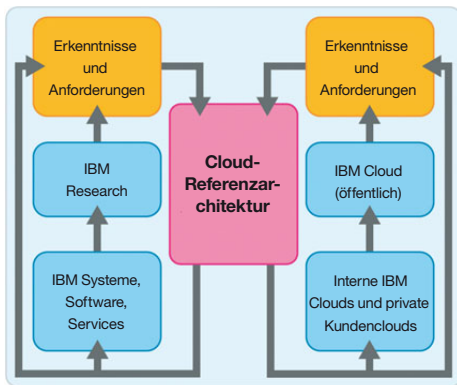 Erkenntnisse
und
Anforderungen
IBM
Research
IBM Systeme,
Software,
Services
Cloud-
Referenzar-
chitektur
Erkenntnisse
und
Anforderungen
IBM Cloud
(öffentlich)
Interne IBM
Clouds und private
Kundenclouds